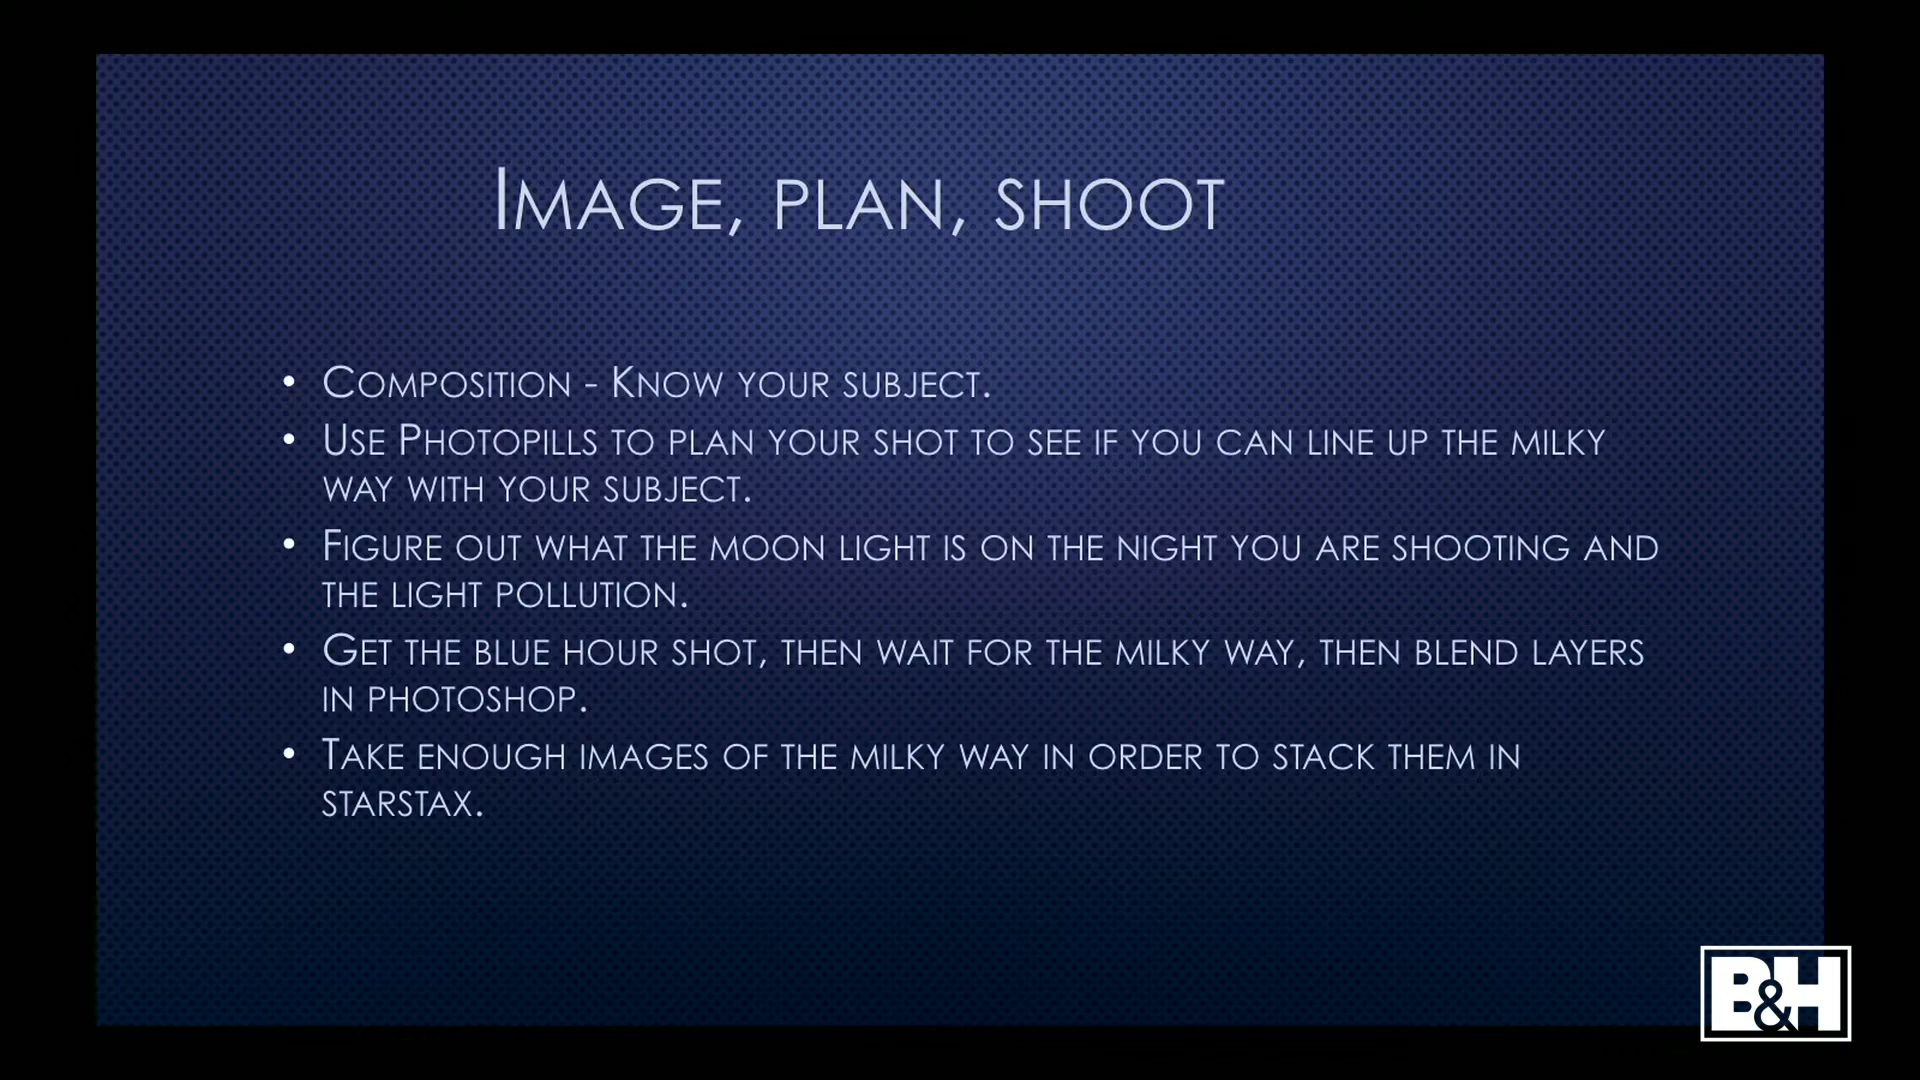 Image, plan, shoot
• Composition - Know your subject.
• Use Photopills to plan your shot to see if you can line up the milky
way with your subject.
• Figure out what the moon light is on the night you are shooting and
the light pollution.
• Get the blue hour shot, then wait for the milky way, then blend layers
in photoshop.
• Take enough images of the milky way in order to stack them in
starstax.
B&H